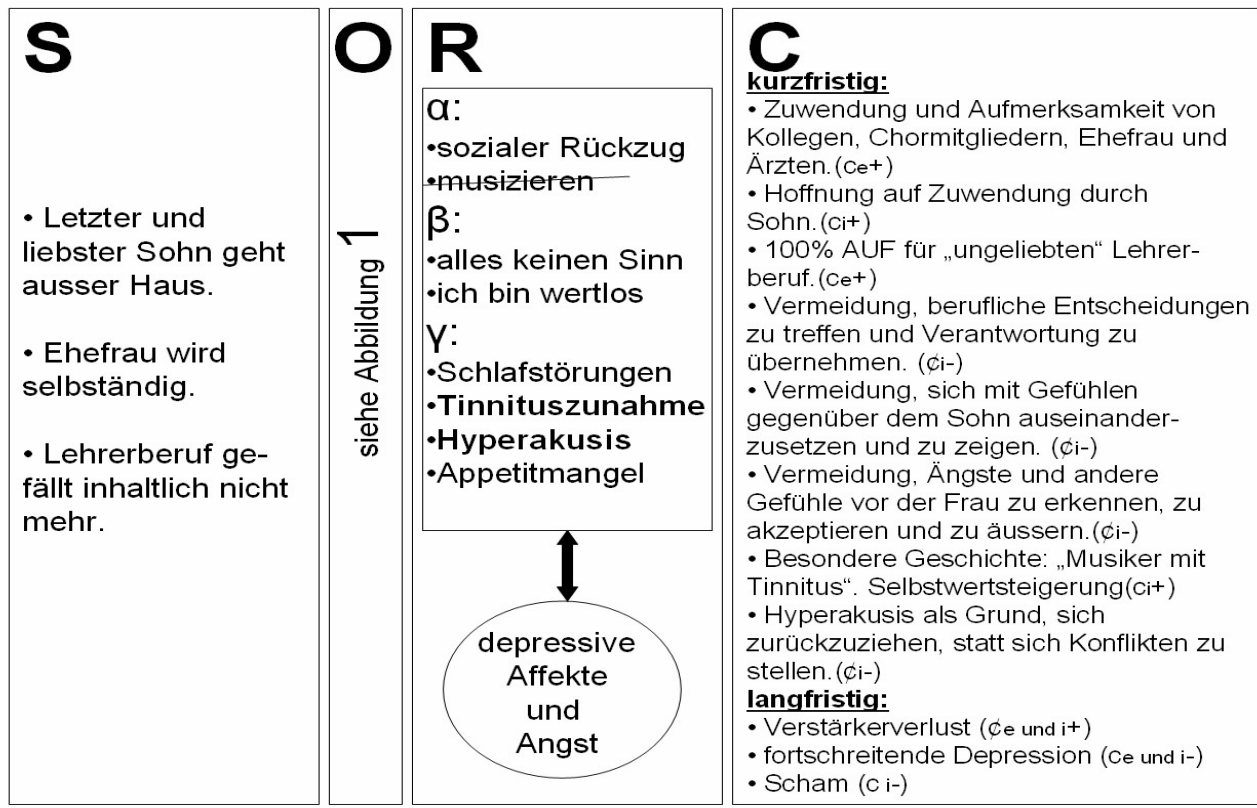 S
• Letzter und
liebster Sohn geht
ausser Haus.
• Ehefrau wird
selbständig.
• Lehrerberuf ge-
fällt inhaltlich nicht
mehr.
O
siehe Abbildung 1
R
α:
•sozialer Rückzug
•musizieren
β:
•alles keinen Sinn
•ich bin wertlos
γ:
•Schlafstörungen
•Tinnituszunahme
•Hyperakusis
•Appetitmangel
depressive
Affekte
und
Angst
C
kurzfristig:
• Zuwendung und Aufmerksamkeit von
Kollegen, Chormitgliedern, Ehefrau und
Ärzten.(ce+)
• Hoffnung auf Zuwendung durch
Sohn.(ci+)
• 100% AUF für „ungeliebten“ Lehrer-
beruf.(ce+)
• Vermeidung, berufliche Entscheidungen
zu treffen und Verantwortung zu
übernehmen. (¢i-)
• Vermeidung, sich mit Gefühlen
gegenüber dem Sohn auseinander-
zusetzen und zu zeigen. (¢i-)
• Vermeidung, Ängste und andere
Gefühle vor der Frau zu erkennen, zu
akzeptieren und zu äussern.(¢i-)
• Besondere Geschichte: „Musiker mit
Tinnitus“. Selbstwertsteigerung(ci+)
• Hyperakusis als Grund, sich
zurückzuziehen, statt sich Konflikten zu
stellen.(¢i-)
langfristig:
• Verstärkerverlust (¢e und i+)
• fortschreitende Depression (ce und i-)
• Scham (c i-)